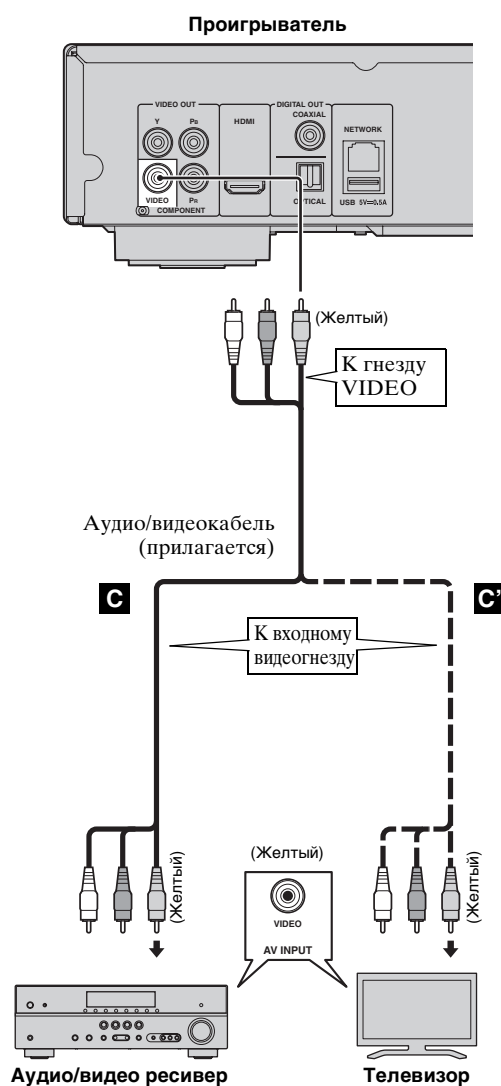 Проигрыватель
VIDEO OUT
DIGITAL OUT
Y
PB
HDMI
COAXIAL
NETWORK
VIDEO
PR
COMPONENT
OPTICAL
USB 5V⎓0.5A
(Желтый)
К гнезду
VIDEO
Аудио/видеокабель
(прилагается)
C
C'
К входному
видеогнезду
(Желтый)
(Желтый)
(Желтый)
VIDEO
AV INPUT
Аудио/видео ресивер
Телевизор